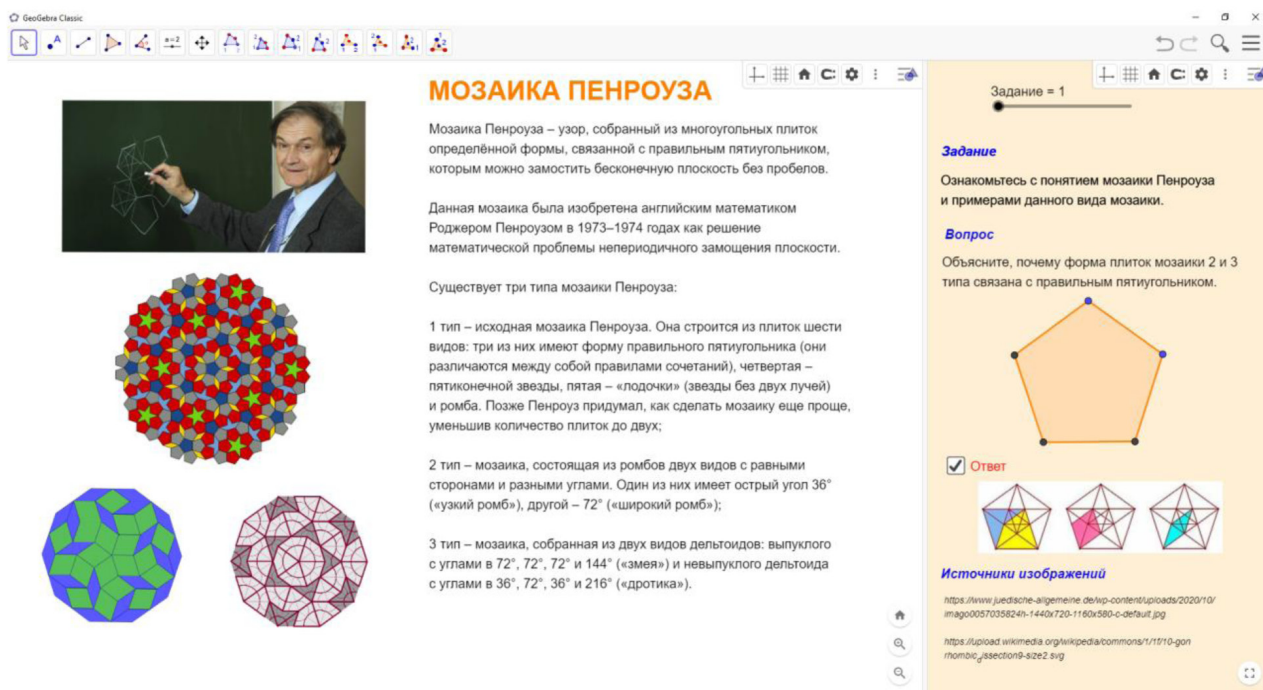 GeoGebra Classic
A
a=2
МОЗАИКА ПЕНРОУЗА
Мозаика Пенроуза – узор, собранный из многоугольных плиток
определённой формы, связанной с правильным пятиугольником,
которым можно замостить бесконечную плоскость без пробелов.
Данная мозаика была изобретена английским математиком
Роджером Пенроузом в 1973–1974 годах как решение
математической проблемы непериодичного замощения плоскости.
Существует три типа мозаики Пенроуза:
1 тип – исходная мозаика Пенроуза. Она строится из плиток шести
видов: три из них имеют форму правильного пятиугольника (они
различаются между собой правилами сочетаний), четвертая –
пятиконечной звезды, пятая – «лодочки» (звезды без двух лучей)
и ромба. Позже Пенроуз придумал, как сделать мозаику еще проще,
уменьшив количество плиток до двух;
2 тип – мозаика, состоящая из ромбов двух видов с равными
сторонами и разными углами. Один из них имеет острый угол 36°
(«узкий ромб»), другой – 72° («широкий ромб»);
3 тип – мозаика, собранная из двух видов дельтоидов: выпуклого
с углами в 72°, 72°, 72° и 144° («змея») и невыпуклого дельтоида
с углами в 36°, 72°, 36° и 216° («дротика»).
Задание = 1
Задание
Ознакомьтесь с понятием мозаики Пенроуза
и примерами данного вида мозаики.
Вопрос
Объясните, почему форма плиток мозаики 2 и 3
типа связана с правильным пятиугольником.
Ответ
Источники изображений
https://www.juedische-allgemeine.de/wp-content/uploads/2020/10/
imago0057035824h-1440x720-1160x580-c-default.jpg
https://upload.wikimedia.org/wikipedia/commons/1/1f/10-gon
rhombic_dissection9-size2.svg